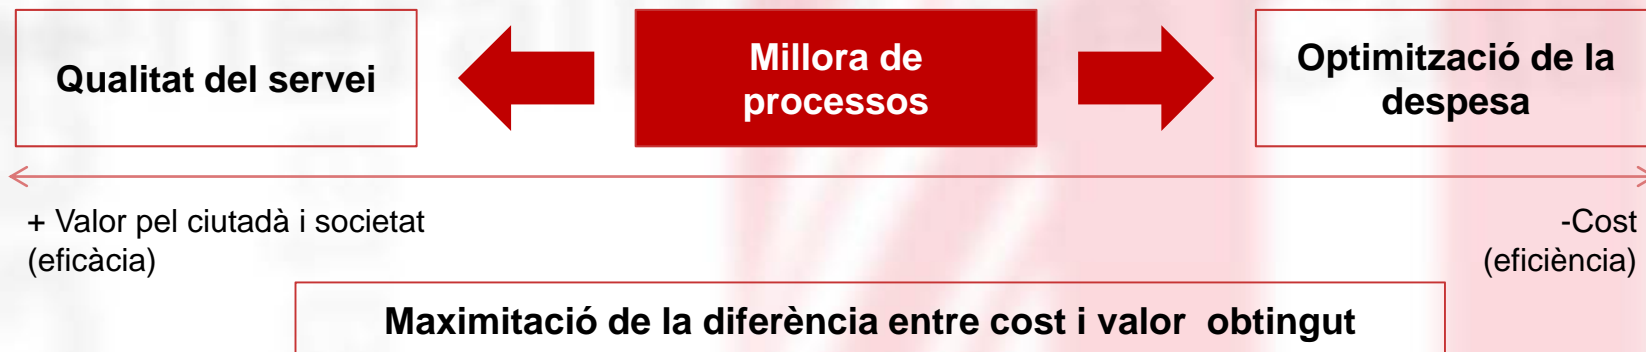 Qualitat del servei
Millora de
processos
Optimització de la
despesa
+ Valor pel ciutadà i societat
(eficàcia)
-Cost
(eficiència)
Maximitació de la diferència entre cost i valor  obtingut